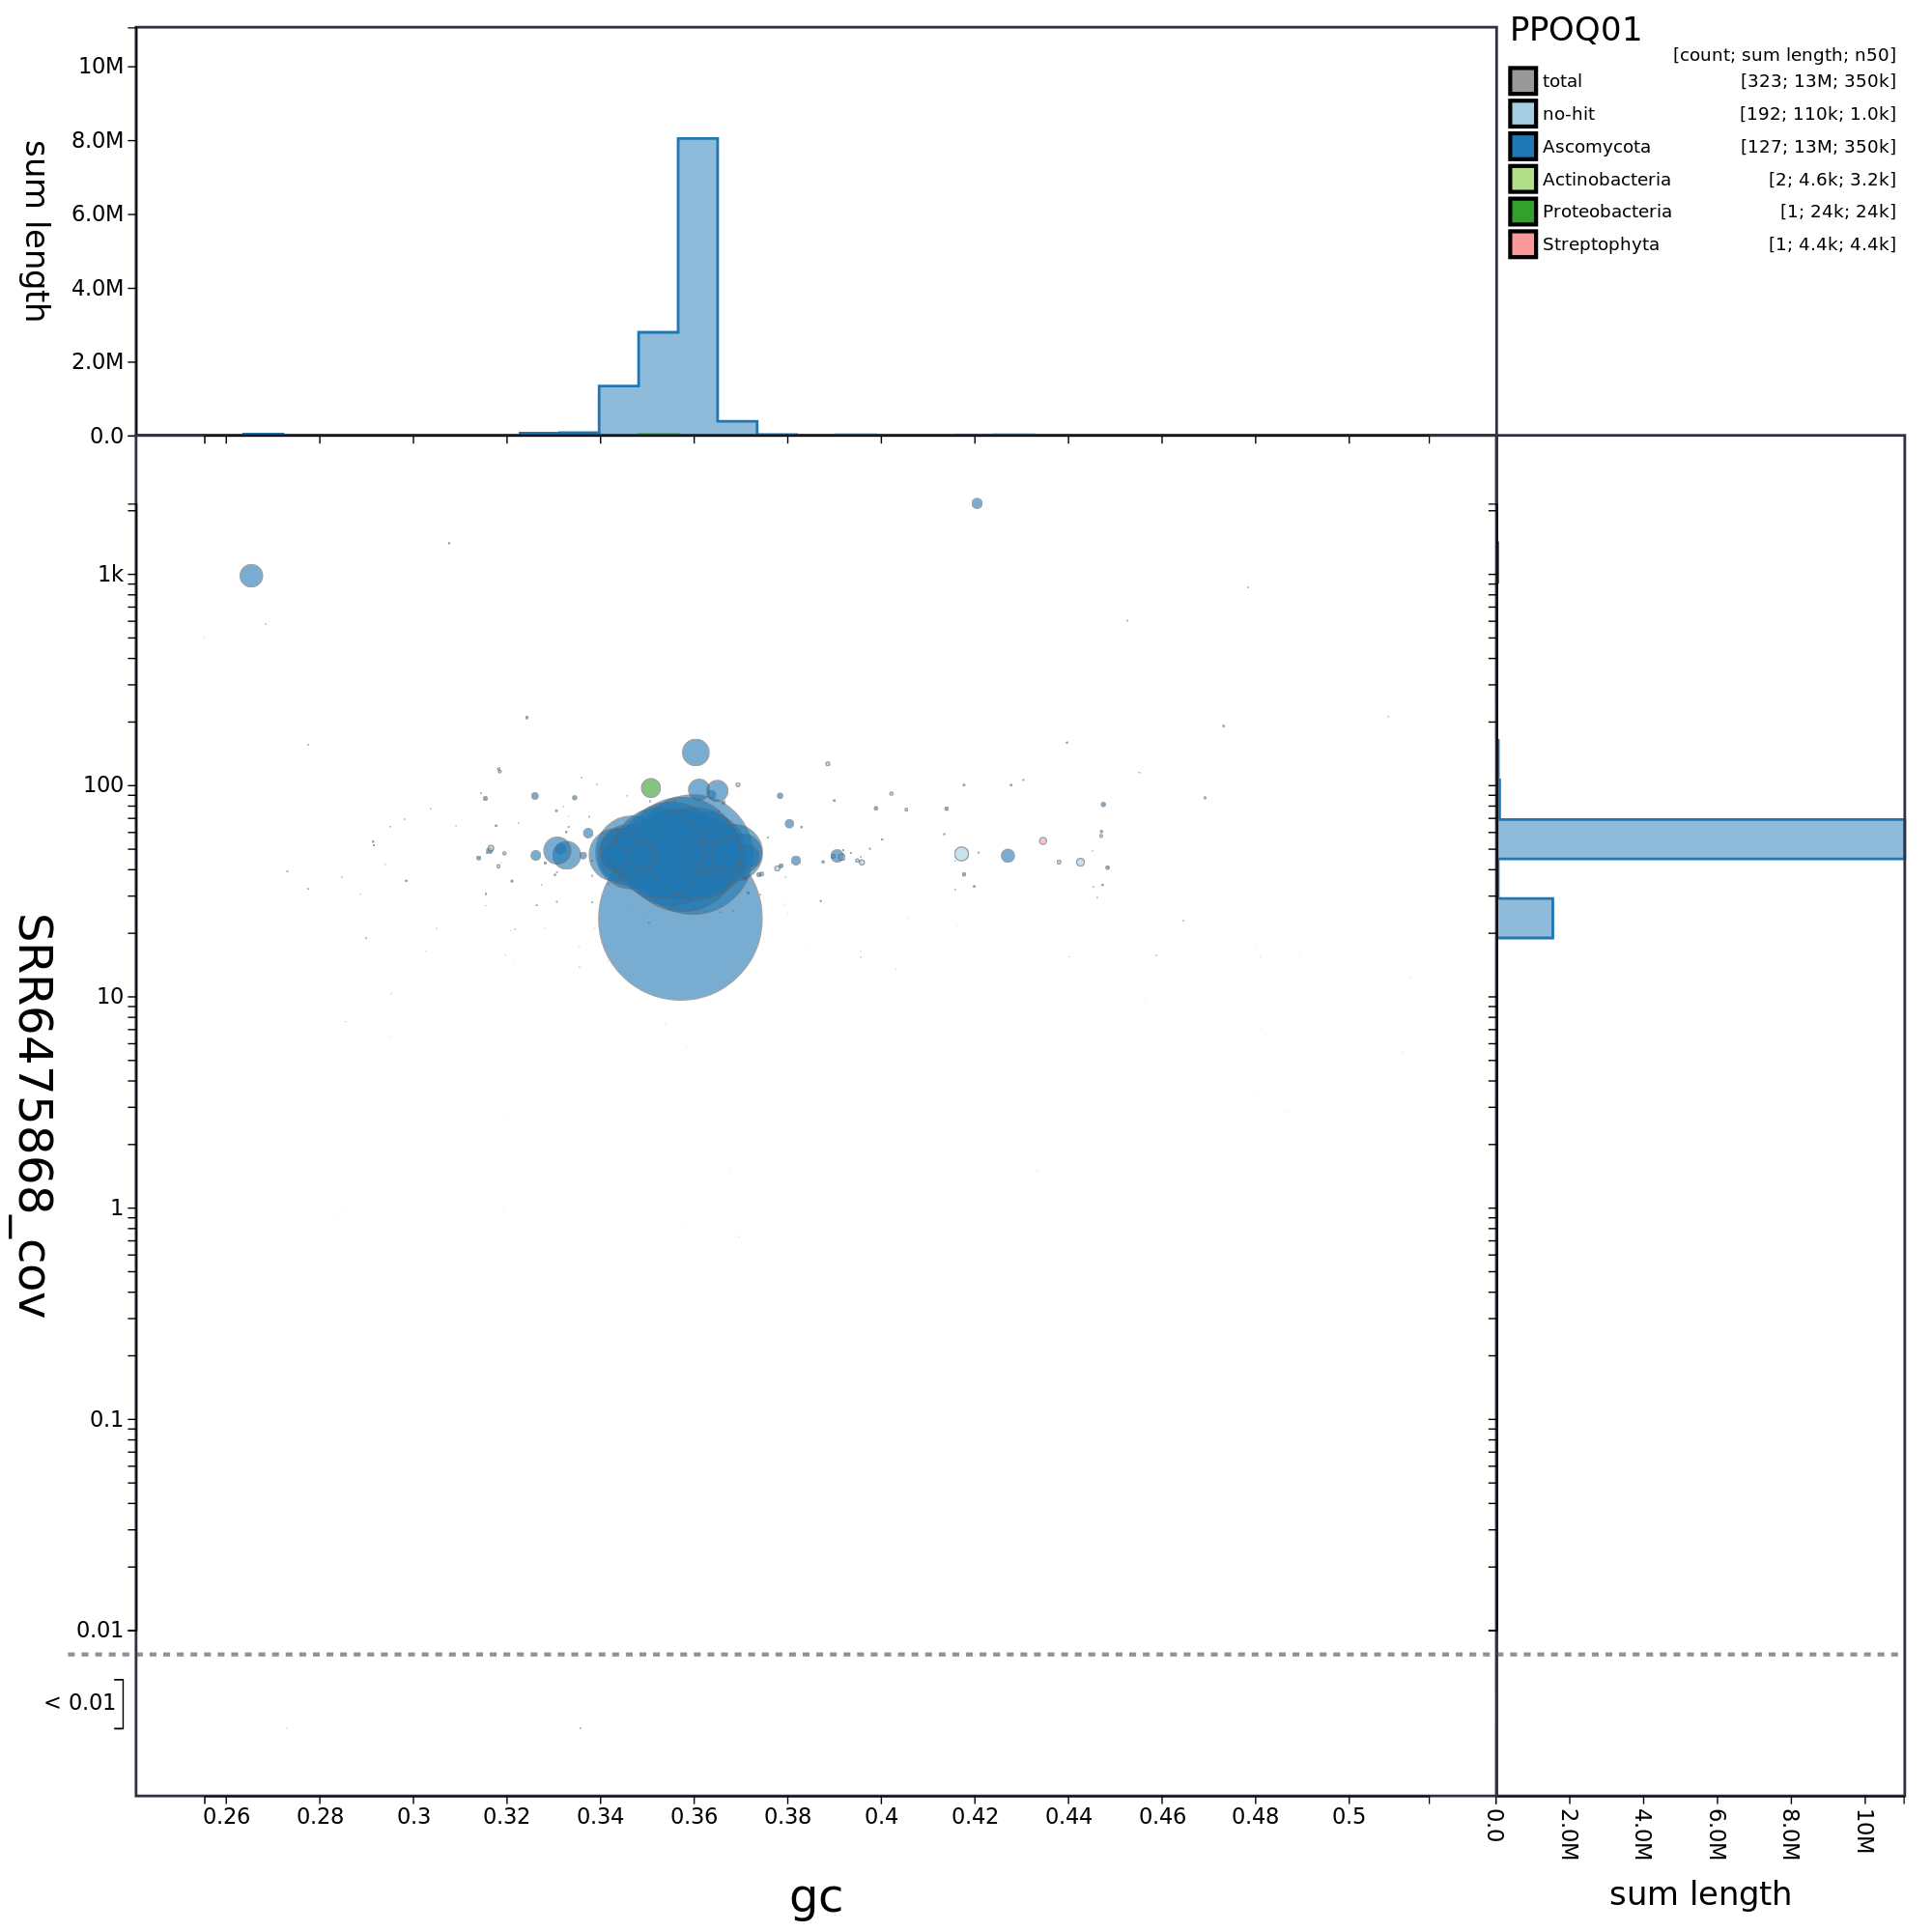 PPOQ01
[count; sum length; n50]
total [323; 13M; 350k]
no-hit [192; 110k; 1.0k]
Ascomycota [127; 13M; 350k]
Actinobacteria [2; 4.6k; 3.2k]
Proteobacteria [1; 24k; 24k]
Streptophyta [1; 4.4k; 4.4k]
sum length
10M
8.0M
6.0M
4.0M
2.0M
0.0
SRR6475868_cov
1k
100
10
1
0.1
0.01
< 0.01
0.26 0.28 0.3 0.32 0.34 0.36 0.38 0.4 0.42 0.44 0.46 0.48 0.5
gc
0.0 2.0M 4.0M 6.0M 8.0M 10M
sum length